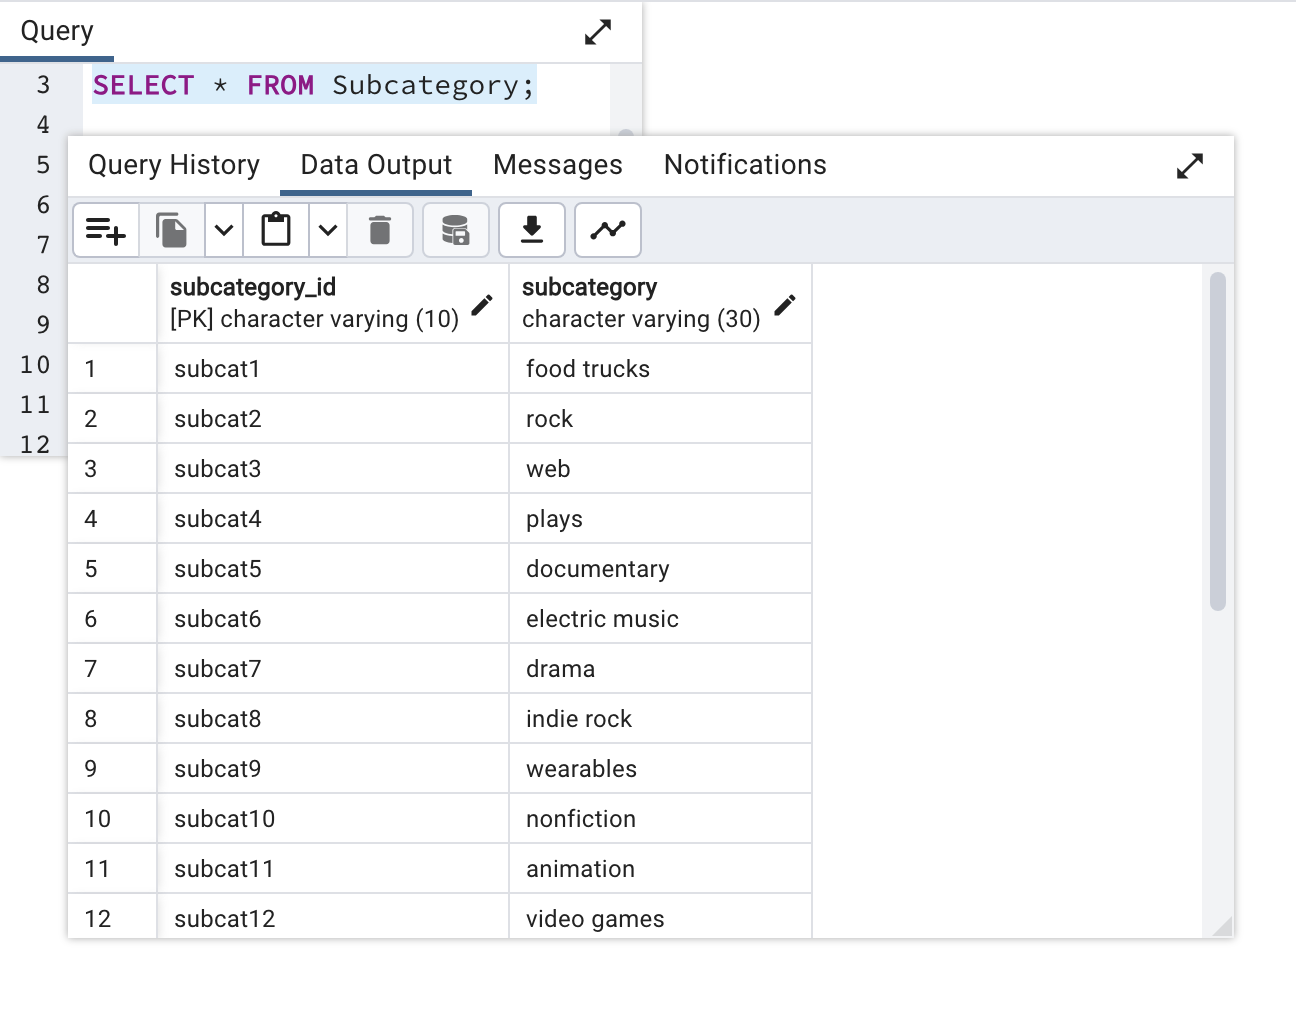 Query
3 SELECT * FROM Subcategory;
4
5
6
7
8
9
10
11
12
Query History Data Output Messages Notifications
subcategory_id subcategory
[PK] character varying (10) character varying (30)
1 subcat1 food trucks
2 subcat2 rock
3 subcat3 web
4 subcat4 plays
5 subcat5 documentary
6 subcat6 electric music
7 subcat7 drama
8 subcat8 indie rock
9 subcat9 wearables
10 subcat10 nonfiction
11 subcat11 animation
12 subcat12 video games